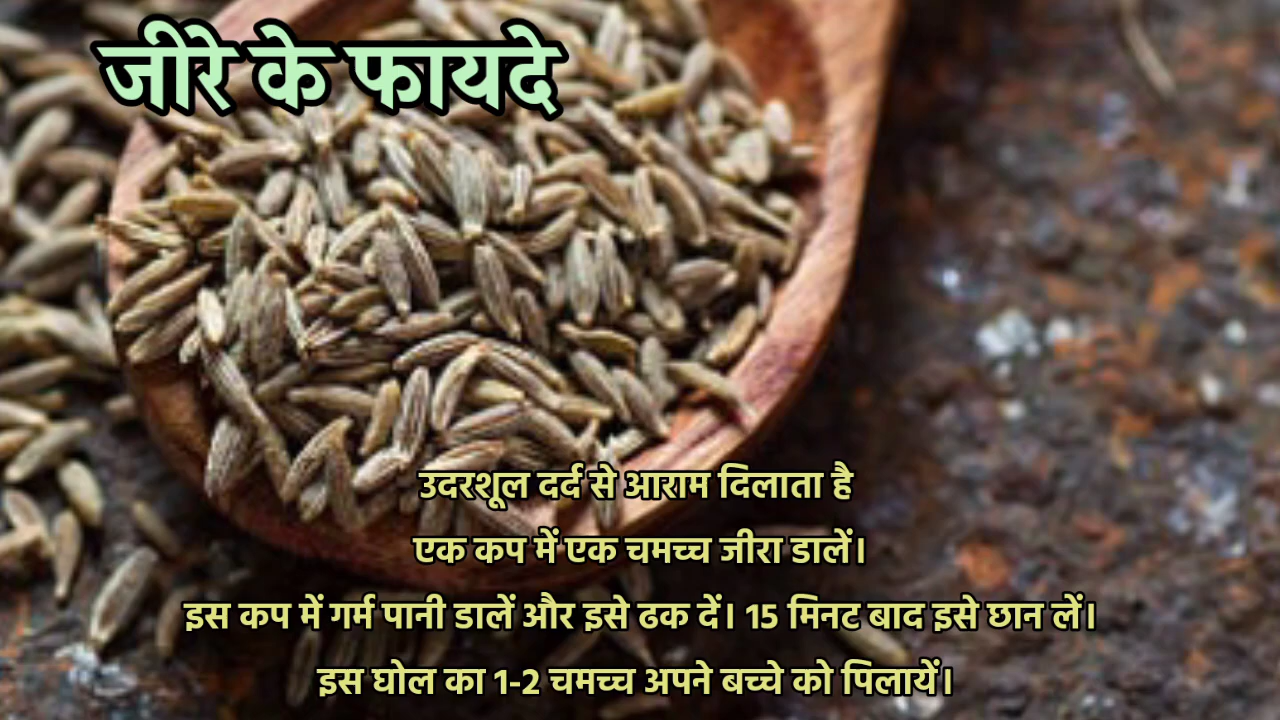 जीरे के फायदे
उदरशूल दर्द से आराम दिलाता है
एक कप में एक चमच्च जीरा डालें।
इस कप में गर्म पानी डालें और इसे ढक दें। 15 मिनट बाद इसे छान लें।
इस घोल का 1-2 चमच्च अपने बच्चे को पिलायें।